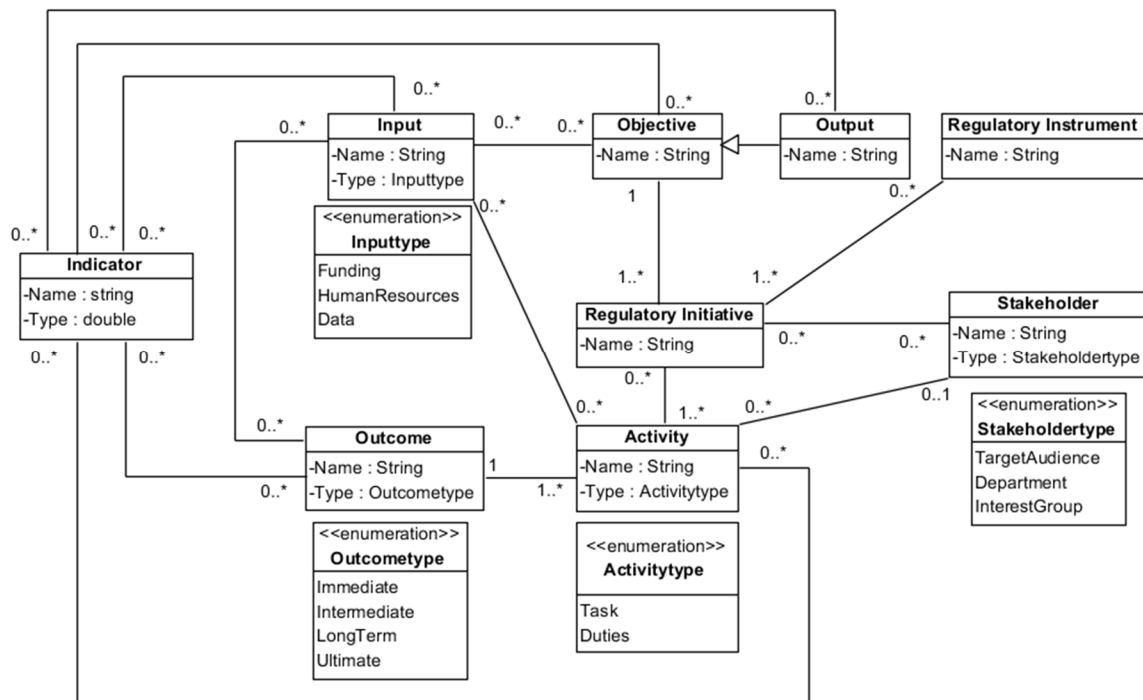 0..*
0..*
0..*
0..*
0..*
0..*
Input
-Name : String
-Type : Inputtype
Objective
-Name : String
Output
-Name : String
Regulatory Instrument
-Name : String
<<enumeration>>
Inputtype
Funding
HumanResources
Data
0..*
1
0..*
0..*
0..*
0..*
Indicator
-Name : string
-Type : double
1..*
1..*
Regulatory Initiative
-Name : String
Stakeholder
-Name : String
-Type : Stakeholdertype
0..*
0..*
0..*
0..*
0..*
0..1
0..*
0..*
1..*
0..*
<<enumeration>>
Stakeholdertype
TargetAudience
Department
InterestGroup
0..*
Outcome
-Name : String
-Type : Outcometype
0..*
1
1..*
Activity
-Name : String
-Type : Activitytype
0..*
<<enumeration>>
Outcometype
Immediate
Intermediate
LongTerm
Ultimate
<<enumeration>>
Activitytype
Task
Duties